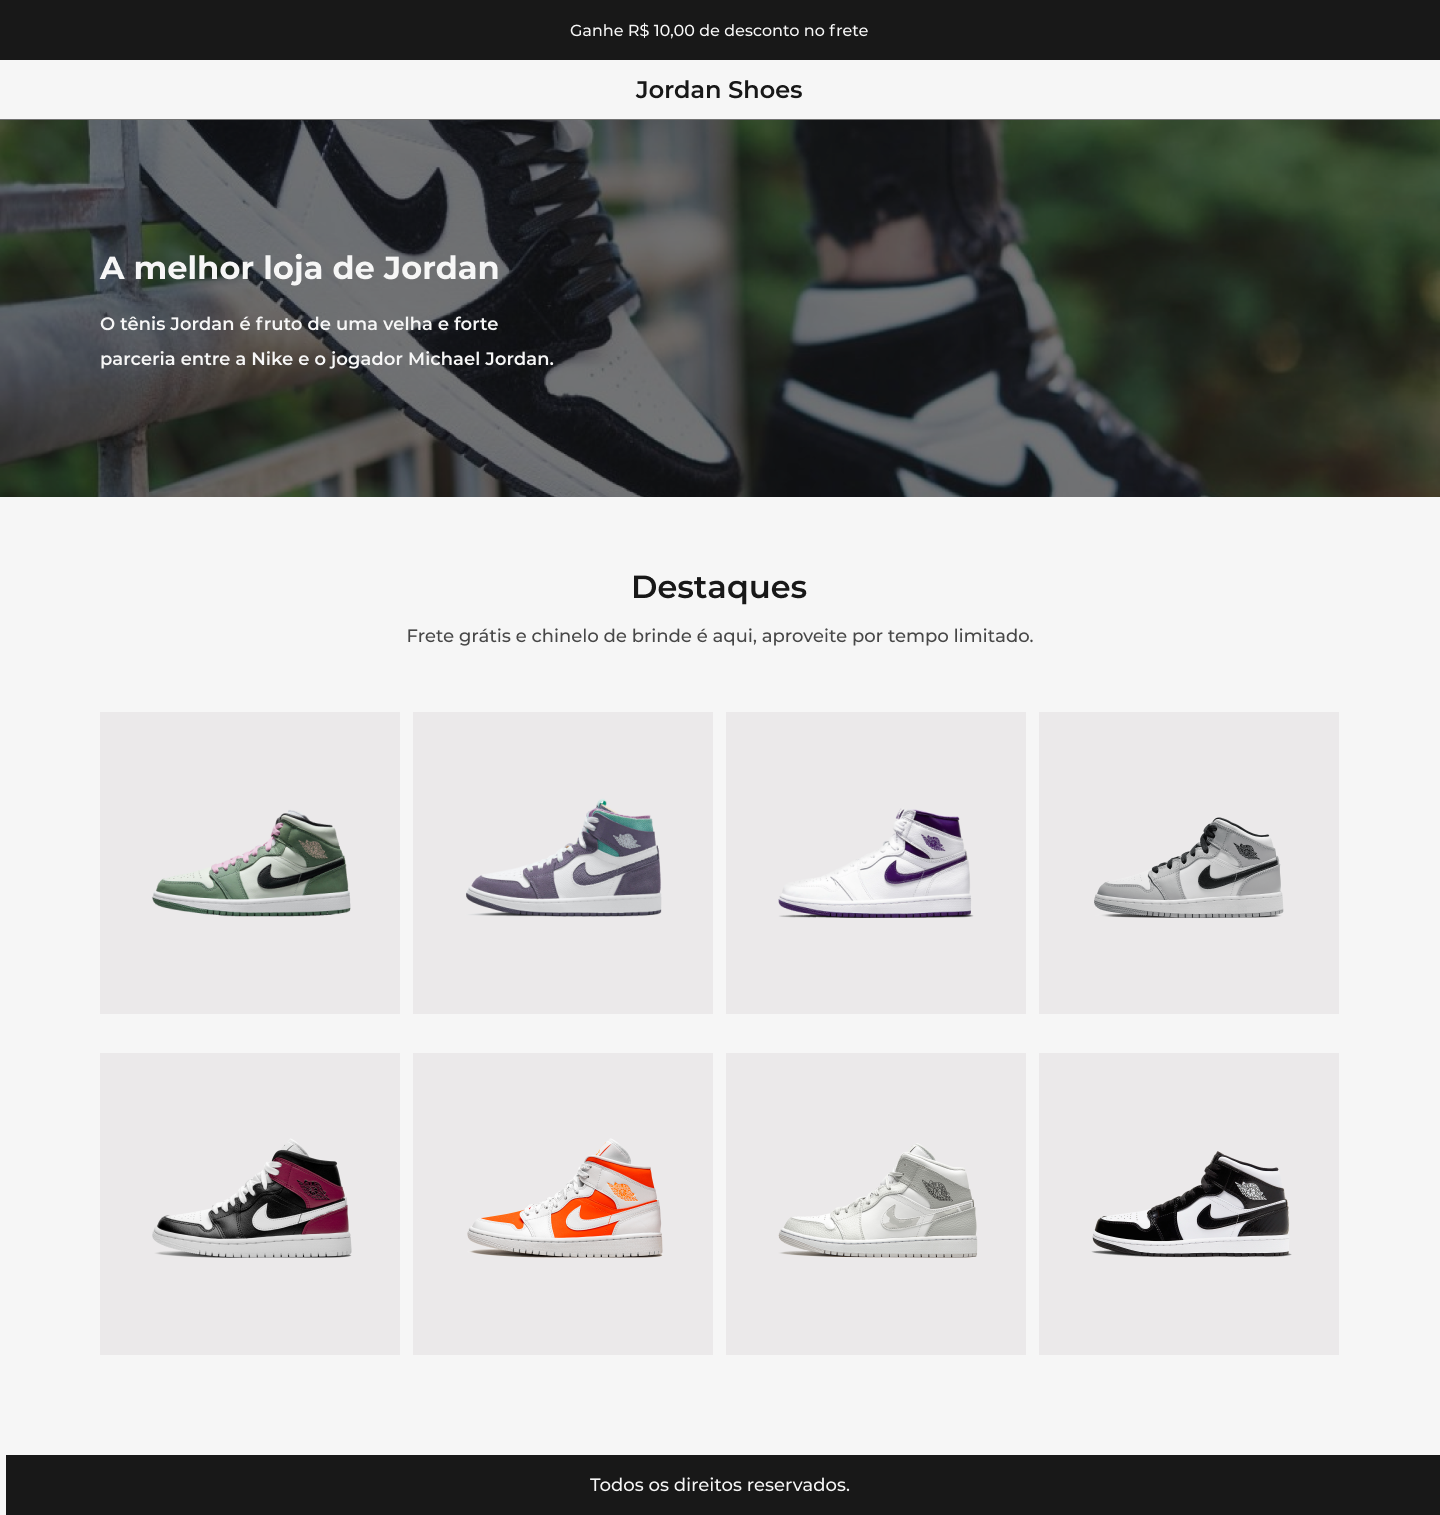 Ganhe R$ 10,00 de desconto no frete
Jordan Shoes
A melhor loja de Jordan
O tênis Jordan é fruto de uma velha e forte
parceria entre a Nike e o jogador Michael Jordan.
Destaques
Frete grátis e chinelo de brinde é aqui, aproveite por tempo limitado.
Todos os direitos reservados.